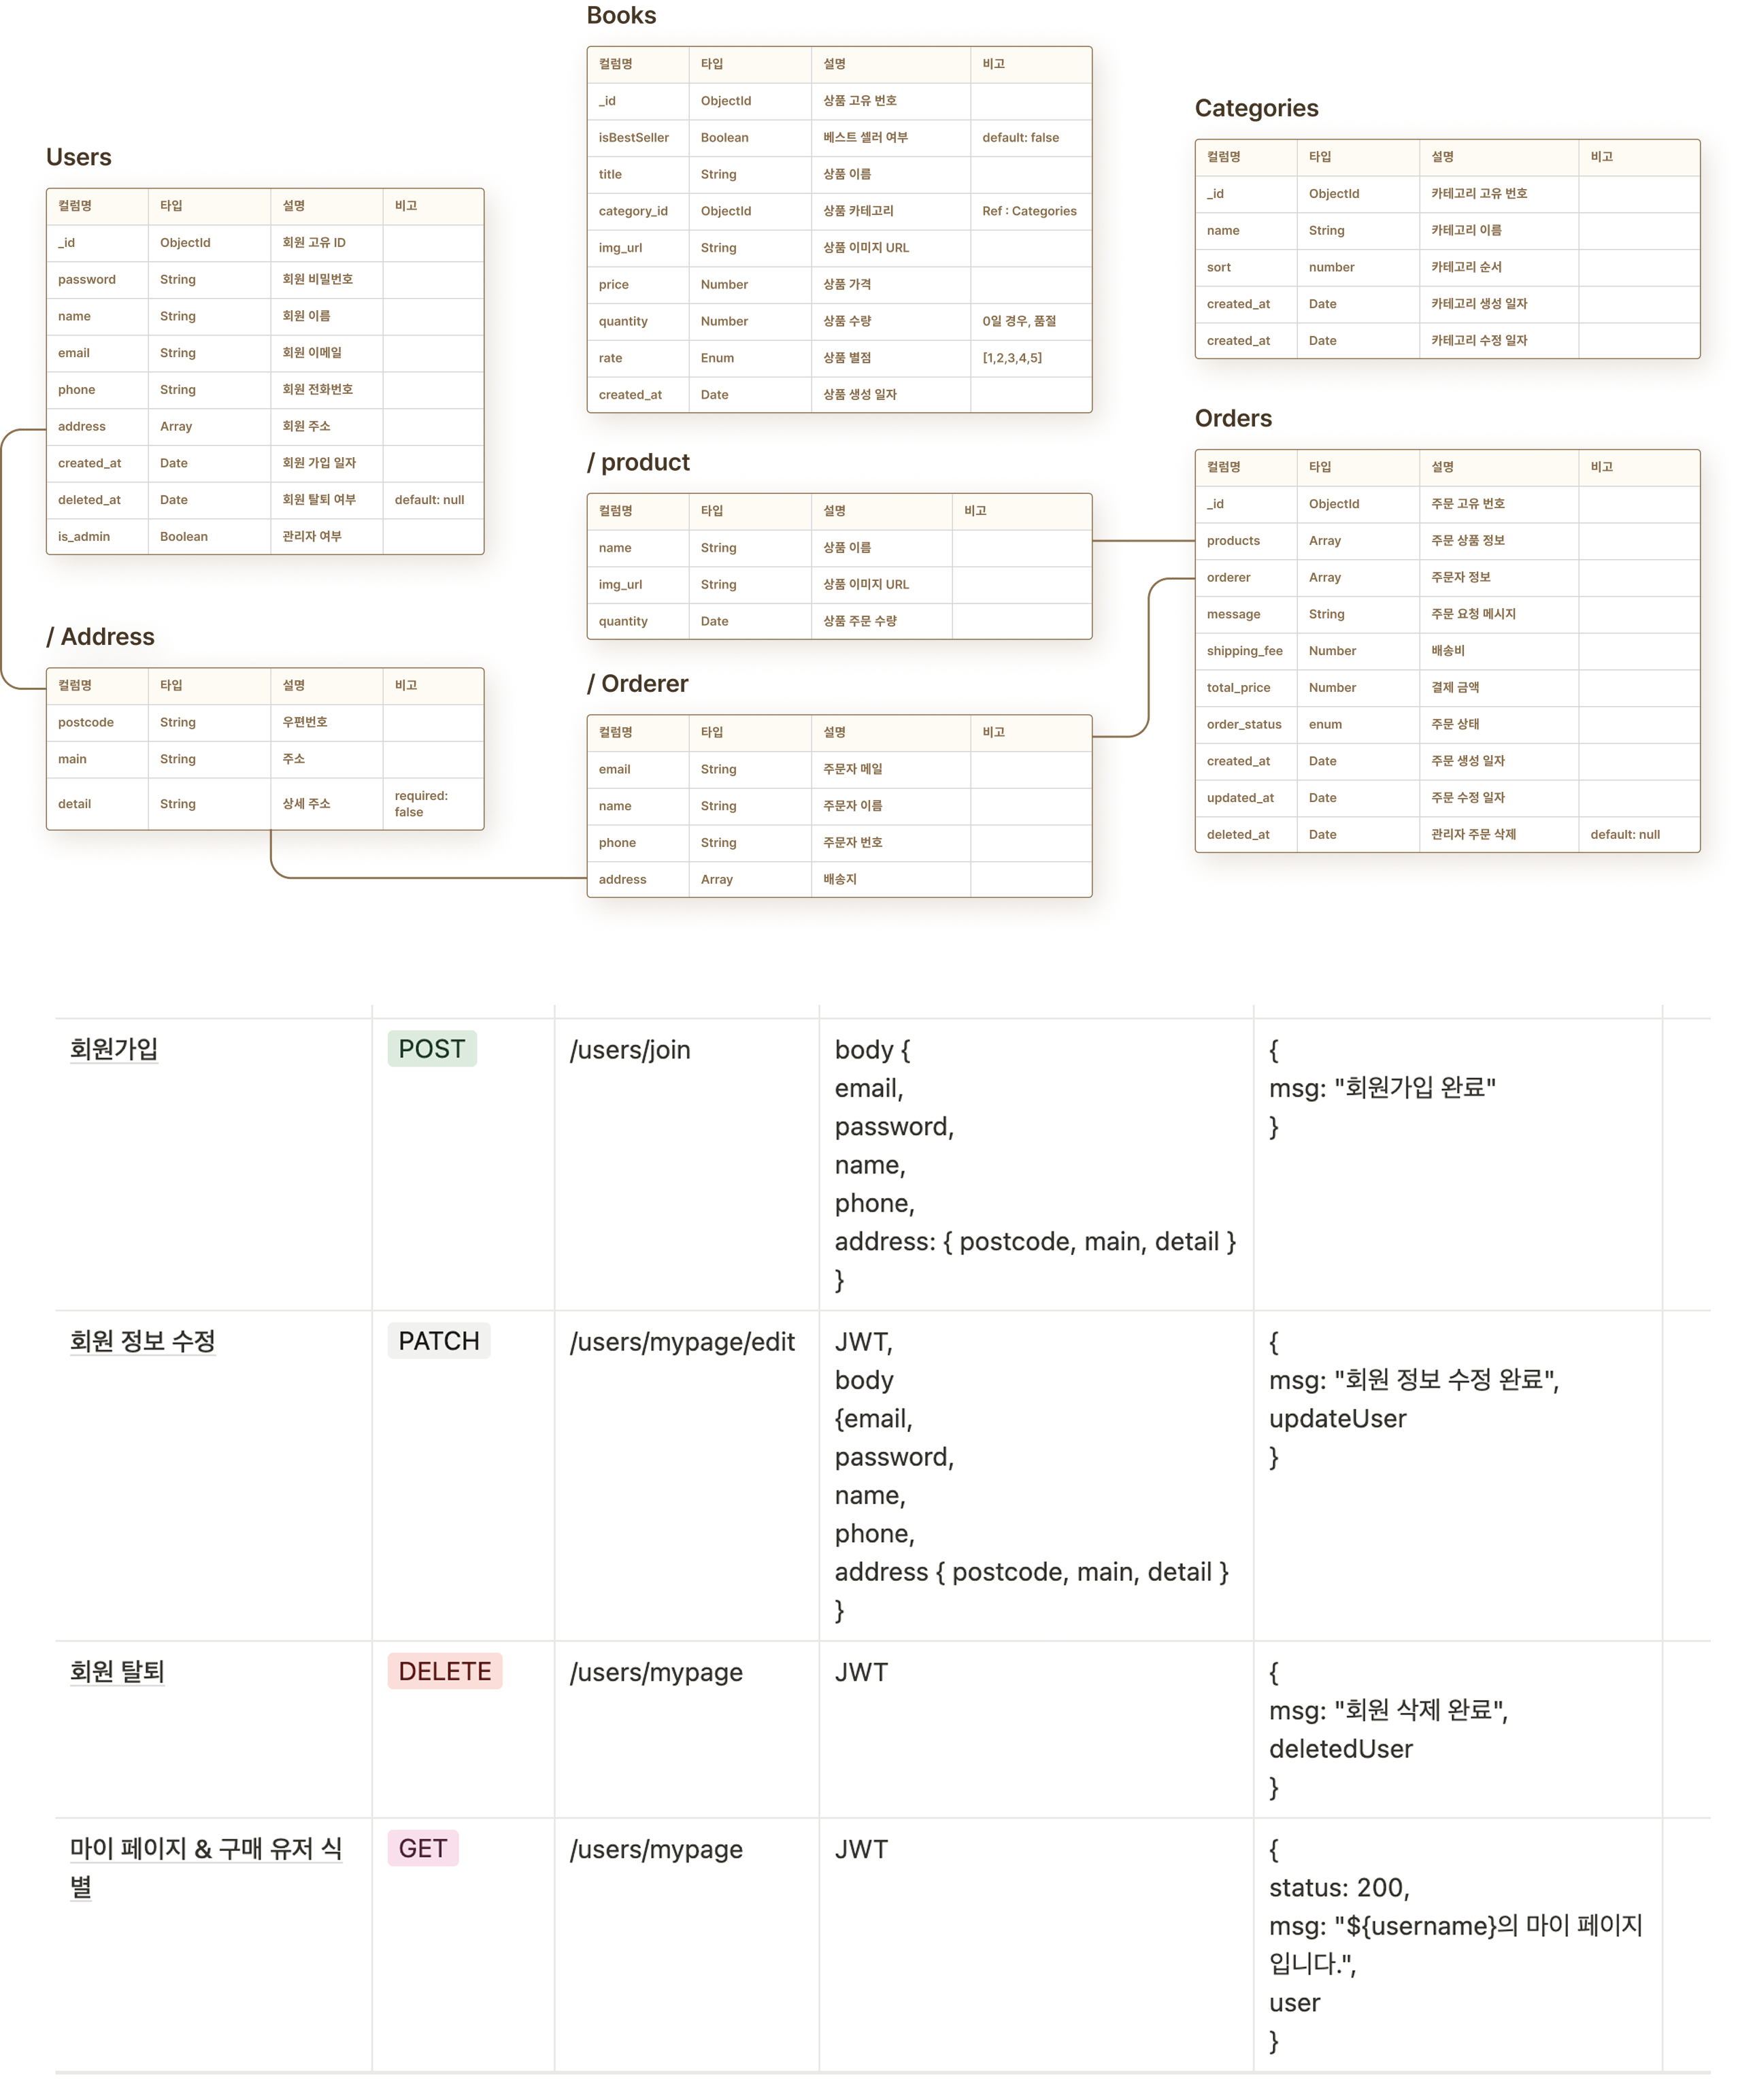 Users
컬럼명 타입 설명 비고
_id ObjectId 회원 고유 ID
password String 회원 비밀번호
name String 회원 이름
email String 회원 이메일
phone String 회원 전화번호
address Array 회원 주소
created_at Date 회원 가입 일자
deleted_at Date 회원 탈퇴 여부 default: null
is_admin Boolean 관리자 여부
/ Address
컬럼명 타입 설명 비고
postcode String 우편번호
main String 주소
detail String 상세 주소 required:
false
Books
컬럼명 타입 설명 비고
_id ObjectId 상품 고유 번호
isBestSeller Boolean 베스트 셀러 여부 default: false
title String 상품 이름
category_id ObjectId 상품 카테고리 Ref : Categories
img_url String 상품 이미지 URL
price Number 상품 가격
quantity Number 상품 수량 0일 경우, 품절
rate Enum 상품 별점 [1,2,3,4,5]
created_at Date 상품 생성 일자
/ product
컬럼명 타입 설명 비고
name String 상품 이름
img_url String 상품 이미지 URL
quantity Date 상품 주문 수량
/ Orderer
컬럼명 타입 설명 비고
email String 주문자 메일
name String 주문자 이름
phone String 주문자 번호
address Array 배송지
Categories
컬럼명 타입 설명 비고
_id ObjectId 카테고리 고유 번호
name String 카테고리 이름
sort number 카테고리 순서
created_at Date 카테고리 생성 일자
created_at Date 카테고리 수정 일자
Orders
컬럼명 타입 설명 비고
_id ObjectId 주문 고유 번호
products Array 주문 상품 정보
orderer Array 주문자 정보
message String 주문 요청 메시지
shipping_fee Number 배송비
total_price Number 결제 금액
order_status enum 주문 상태
created_at Date 주문 생성 일자
updated_at Date 주문 수정 일자
deleted_at Date 관리자 주문 삭제 default: null
회원가입
POST
/users/join
body {
email,
password,
name,
phone,
address: { postcode, main, detail }
}
{
msg: "회원가입 완료"
}
회원 정보 수정
PATCH
/users/mypage/edit
JWT,
body
{email,
password,
name,
phone,
address { postcode, main, detail }
}
{
msg: "회원 정보 수정 완료",
updateUser
}
회원 탈퇴
DELETE
/users/mypage
JWT
{
msg: "회원 삭제 완료",
deletedUser
}
마이 페이지 & 구매 유저 식
별
GET
/users/mypage
JWT
{
status: 200,
msg: "${username}의 마이 페이지
입니다.",
user
}